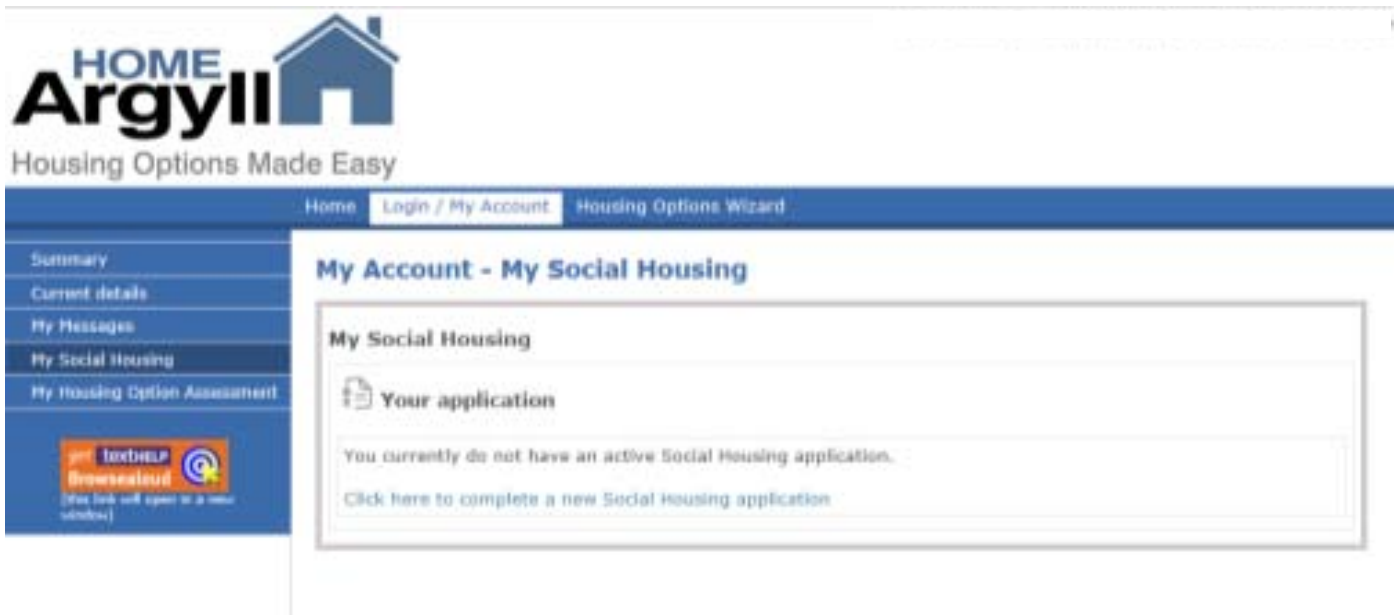 HOME
Argyll
Housing Options Made Easy
Home Login / My Account Housing Options Wizard
Summary
Current details
My Messages
My Social Housing
My Housing Option Assessment
get textHELP
Browsealoud
(this link will open in a new
window)
My Account - My Social Housing
My Social Housing
Your application
You currently do not have an active Social Housing application.
Click here to complete a new Social Housing application